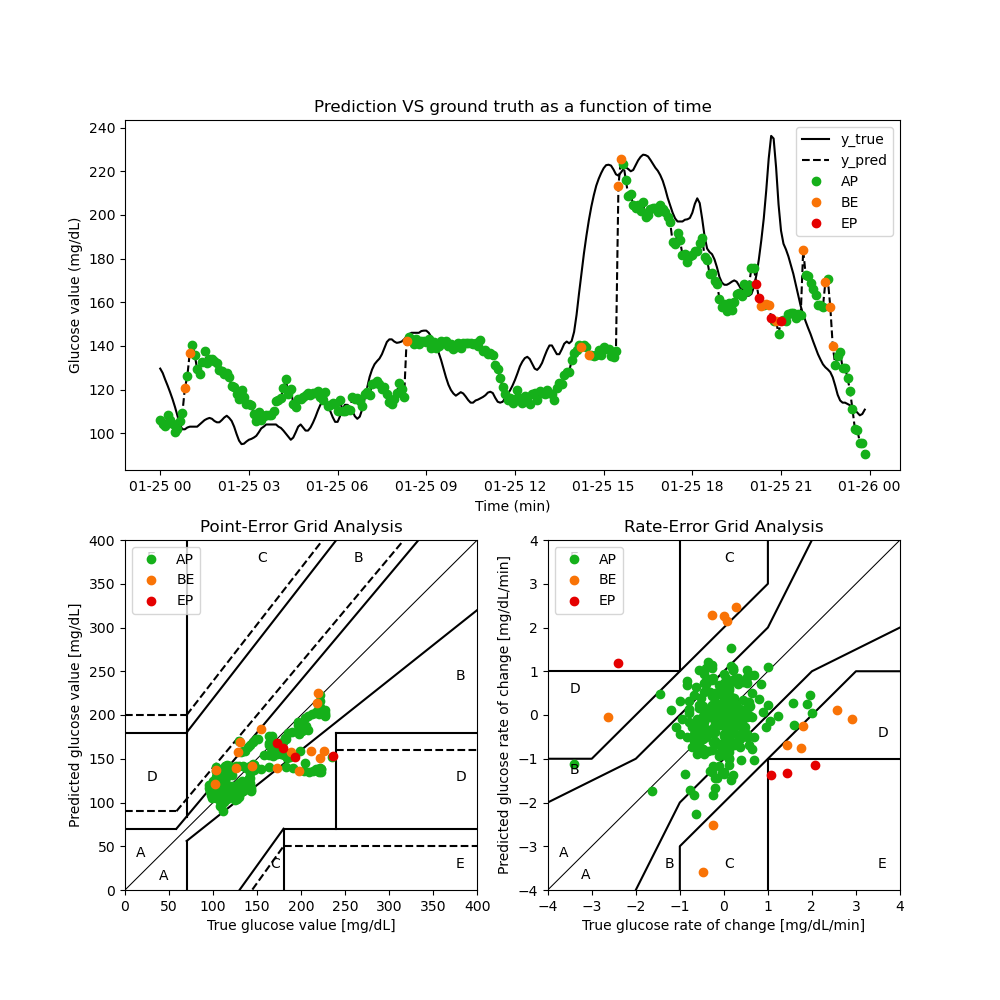 Prediction VS ground truth as a function of time
Glucose value (mg/dL)
240
220
200
180
160
140
120
100
y_true
y_pred
AP
BE
EP
01-25 00 01-25 03 01-25 06 01-25 09 01-25 12 01-25 15 01-25 18 01-25 21 01-26 00
Time (min)
Point-Error Grid Analysis
Predicted glucose value [mg/dL]
400
350
300
250
200
150
100
50
0
AP
BE
EP
C
B
B
D
D
A
A
C
E
0 50 100 150 200 250 300 350 400
True glucose value [mg/dL]
Rate-Error Grid Analysis
Predicted glucose rate of change [mg/dL/min]
4
3
2
1
0
−1
−2
−3
−4
AP
BE
EP
C
D
D
B
A
A
B
C
E
−4 −3 −2 −1 0 1 2 3 4
True glucose rate of change [mg/dL/min]